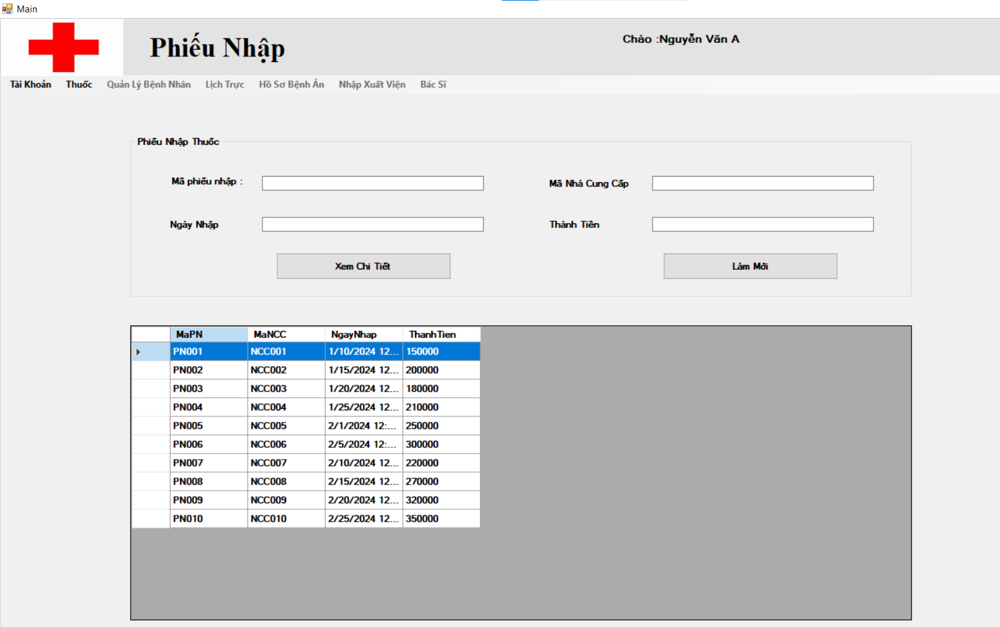 Main
Phiếu Nhập
Chào :Nguyễn Văn A
Tài Khoản Thuốc Quản Lý Bệnh Nhân Lịch Trực Hồ Sơ Bệnh Án Nhập Xuất Viện Bác Sĩ
Phiếu Nhập Thuốc
Mã phiếu nhập : Mã Nhà Cung Cấp
Ngày Nhập Thành Tiền
Xem Chi Tiết Làm Mới
MaPN MaNCC NgayNhap ThanhTien
PN001 NCC001 1/10/2024 12... 150000
PN002 NCC002 1/15/2024 12... 200000
PN003 NCC003 1/20/2024 12... 180000
PN004 NCC004 1/25/2024 12... 210000
PN005 NCC005 2/1/2024 12:... 250000
PN006 NCC006 2/5/2024 12:... 300000
PN007 NCC007 2/10/2024 12... 220000
PN008 NCC008 2/15/2024 12... 270000
PN009 NCC009 2/20/2024 12... 320000
PN010 NCC010 2/25/2024 12... 350000